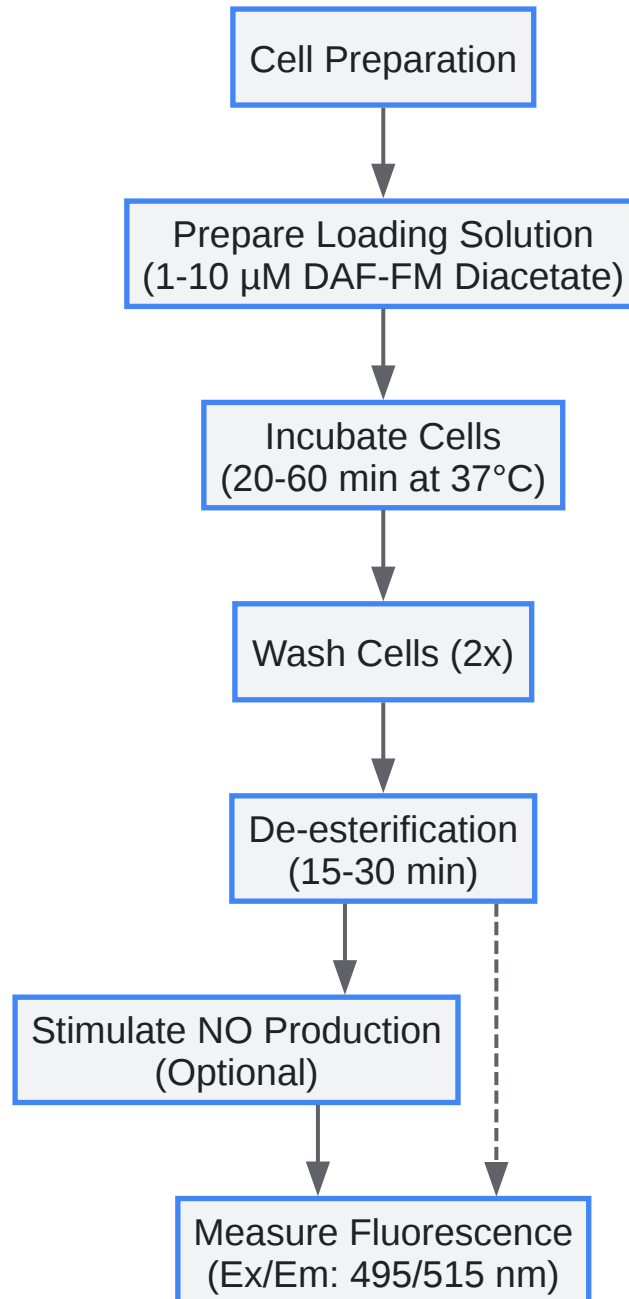 Cell Preparation
Prepare Loading Solution
(1-10 µM DAF-FM Diacetate)
Incubate Cells
(20-60 min at 37°C)
Wash Cells (2x)
De-esterification
(15-30 min)
Stimulate NO Production
(Optional)
Measure Fluorescence
(Ex/Em: 495/515 nm)